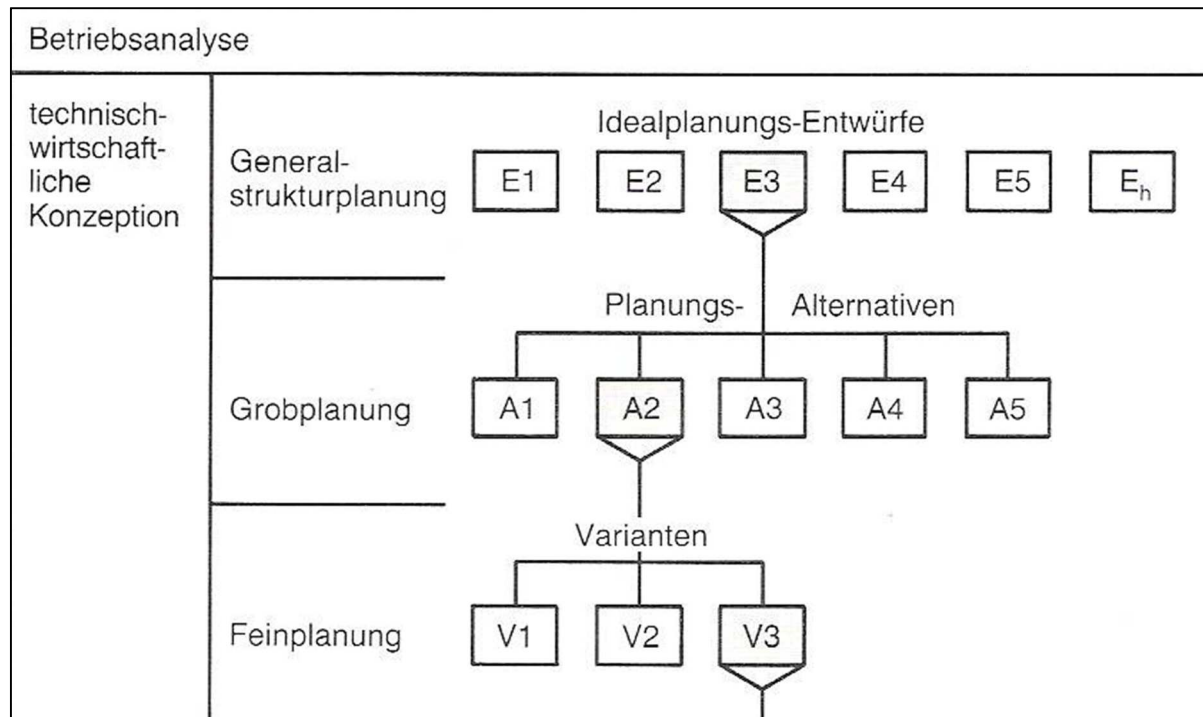 Betriebsanalyse
technisch-
wirtschaft-
liche
Konzeption
General-
strukturplanung
Idealplanungs-Entwürfe
E1 E2 E3 E4 E5 Eₕ
Planungs- Alternativen
Grobplanung
A1 A2 A3 A4 A5
Varianten
Feinplanung
V1 V2 V3